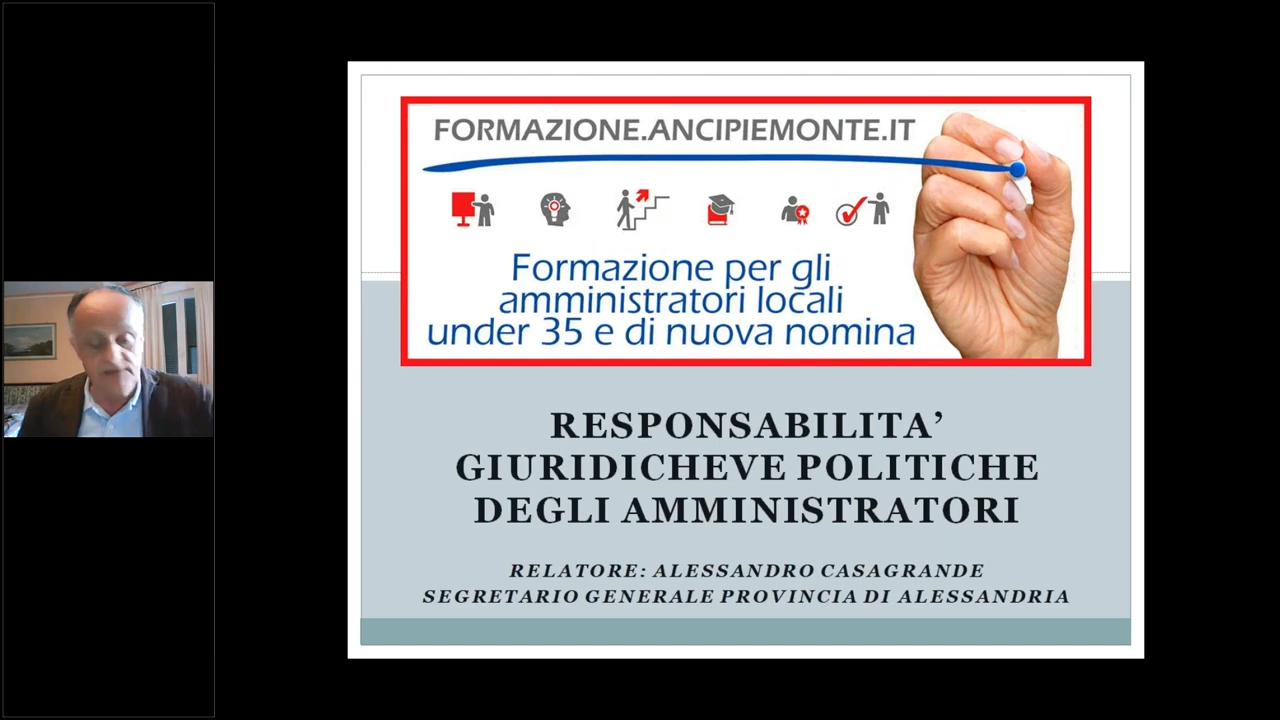 FORMAZIONE.ANCIPIEMONTE.IT
Formazione per gli
amministratori locali
under 35 e di nuova nomina
RESPONSABILITA’
GIURIDICHEVE POLITICHE
DEGLI AMMINISTRATORI
RELATORE: ALESSANDRO CASAGRANDE
SEGRETARIO GENERALE PROVINCIA DI ALESSANDRIA